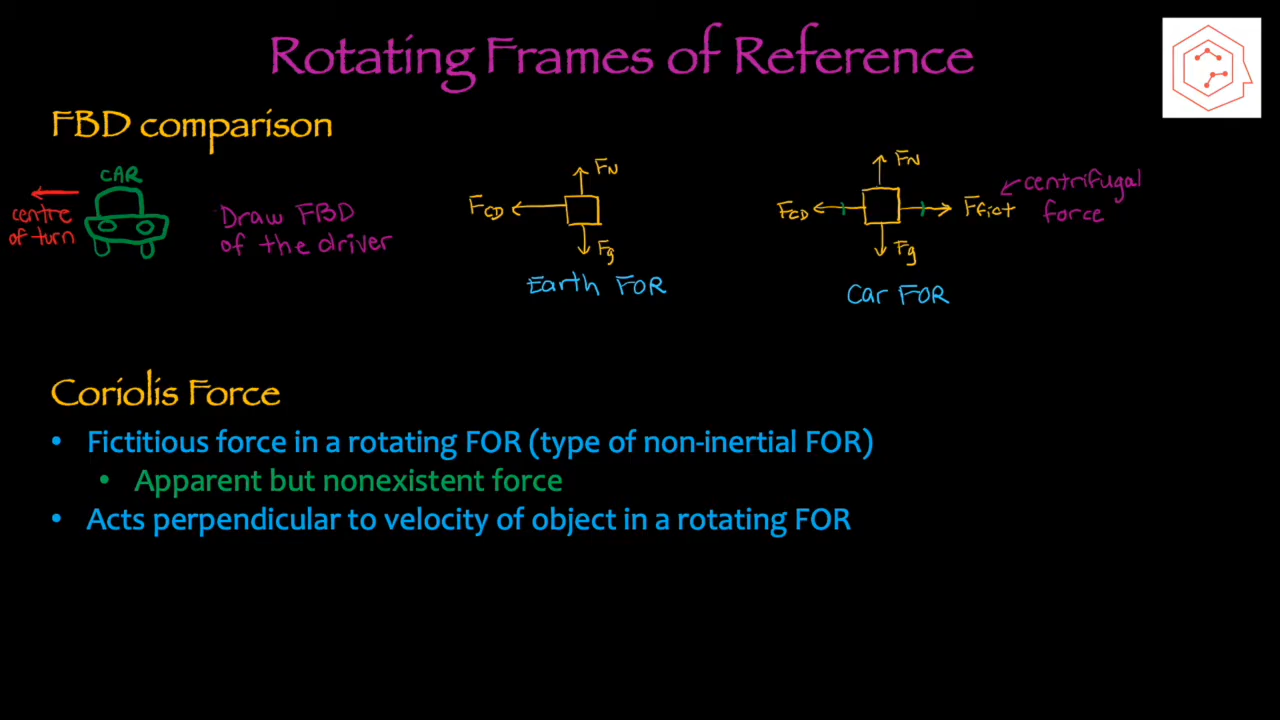 Rotating Frames of Reference
FBD comparison
CAR
centre
of turn
Draw FBD
of the driver
FN
FCD
Fg
Earth FOR
FN
FCD
Ffict
centrifugal
force
Fg
Car FOR
Coriolis Force
• Fictitious force in a rotating FOR (type of non-inertial FOR)
• Apparent but nonexistent force
• Acts perpendicular to velocity of object in a rotating FOR